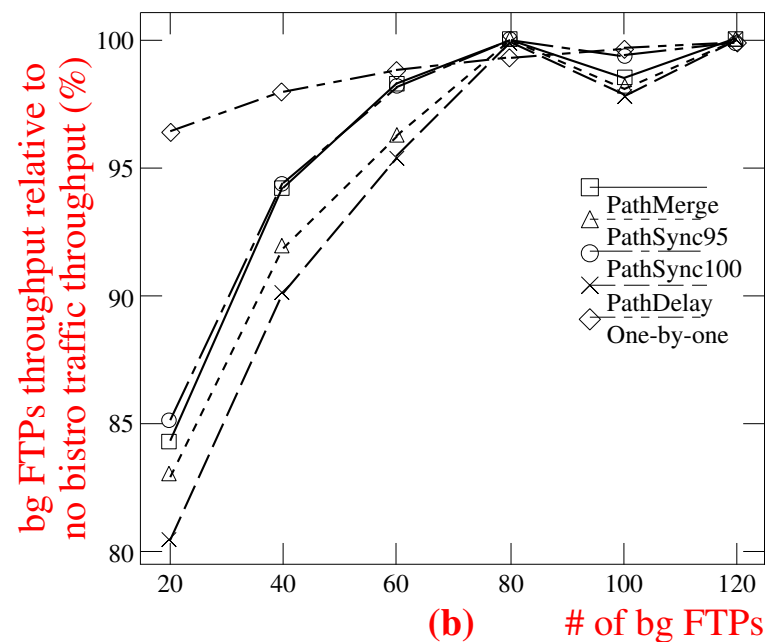 bg FTPs throughput relative to
no bistro traffic throughput (%)
100
95
90
85
80
PathMerge
PathSync95
PathSync100
PathDelay
One-by-one
20
40
60
80
100
120
(b)
# of bg FTPs